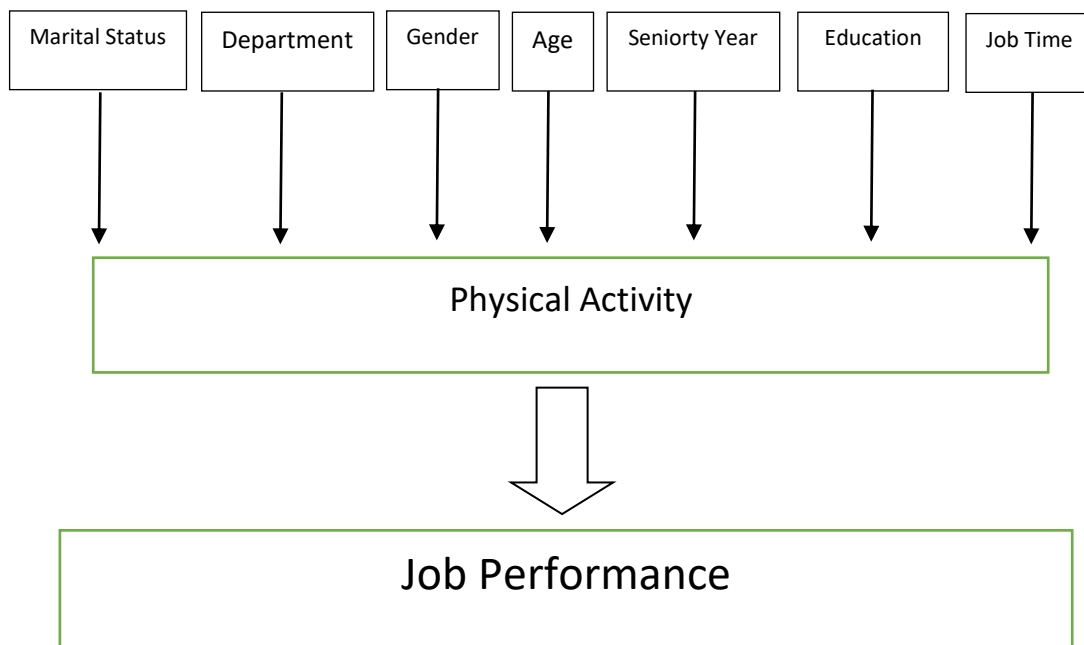 Marital Status
Department
Gender
Age
Seniorty Year
Education
Job Time
Physical Activity
Job Performance